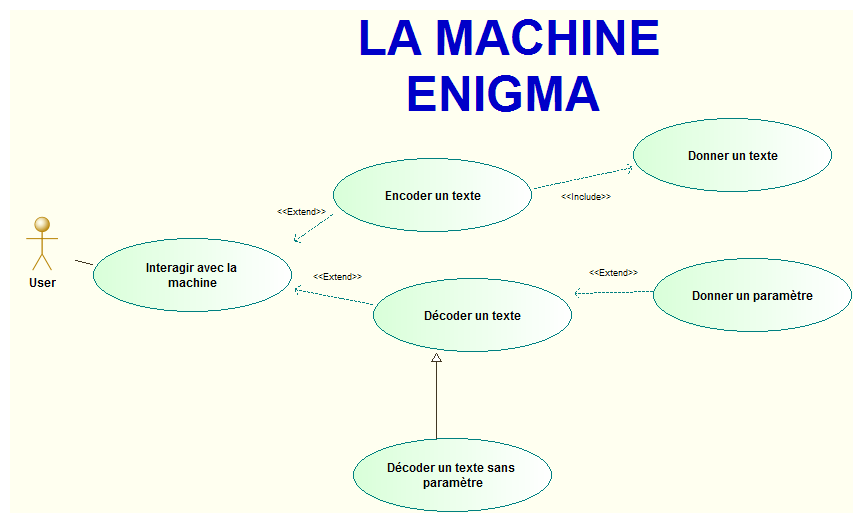 LA MACHINE
ENIGMA
Donner un texte
Encoder un texte
<<Include>>
<<Extend>>
Interagir avec la
machine
User
<<Extend>>
<<Extend>>
Donner un paramètre
Décoder un texte
Décoder un texte sans
paramètre